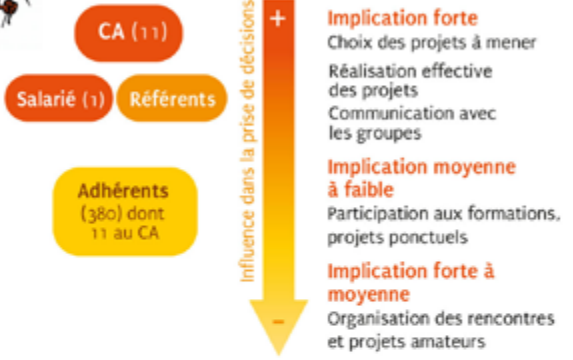 CA (11)
Salarié (1)
Référents
Adhérents
(380) dont
11 au CA
Influence dans la prise de décisions
+
-
Implication forte
Choix des projets à mener
Réalisation effective
des projets
Communication avec
les groupes
Implication moyenne
à faible
Participation aux formations,
projets ponctuels
Implication forte à
moyenne
Organisation des rencontres
et projets amateurs